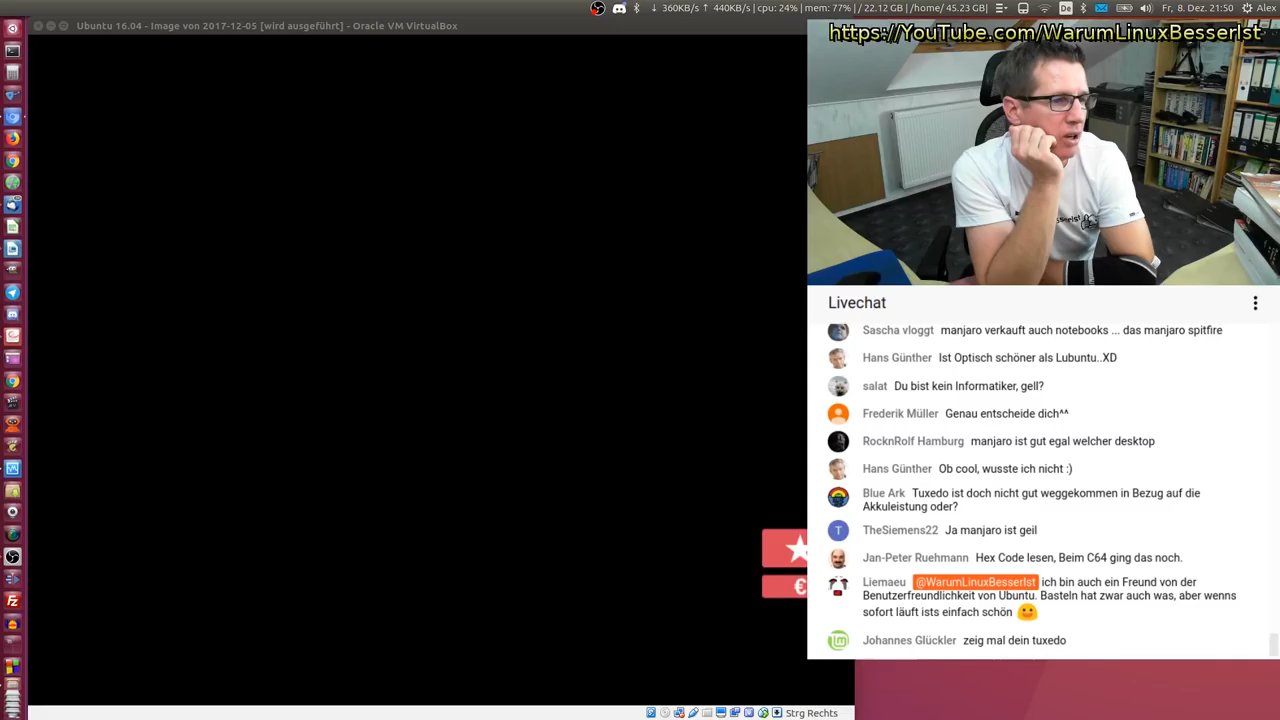 ↓ 360KB/s ↑ 440KB/s | cpu: 24% | mem: 77% | / 22.12 GB | /home/ 45.23 GB | De Fr, 8. Dez. 21:50 Alex
Ubuntu 16.04 - Image von 2017-12-05 [wird ausgeführt] - Oracle VM VirtualBox
https://YouTube.com/WarumLinuxBesserIst
Livechat
Sascha vloggt manjaro verkauft auch notebooks ... das manjaro spitfire
Hans Günther Ist Optisch schöner als Lubuntu..XD
salat Du bist kein Informatiker, gell?
Frederik Müller Genau entscheide dich^^
RocknRolf Hamburg manjaro ist gut egal welcher desktop
Hans Günther Ob cool, wusste ich nicht :)
Blue Ark Tuxedo ist doch nicht gut weggekommen in Bezug auf die
Akkuleistung oder?
T TheSiemens22 Ja manjaro ist geil
Jan-Peter Ruehmann Hex Code lesen, Beim C64 ging das noch.
Liemaeu @WarumLinuxBesserIst ich bin auch ein Freund von der
Benutzerfreundlichkeit von Ubuntu. Basteln hat zwar auch was, aber wenns
sofort läuft ists einfach schön
Johannes Glückler zeig mal dein tuxedo
€
Strg Rechts